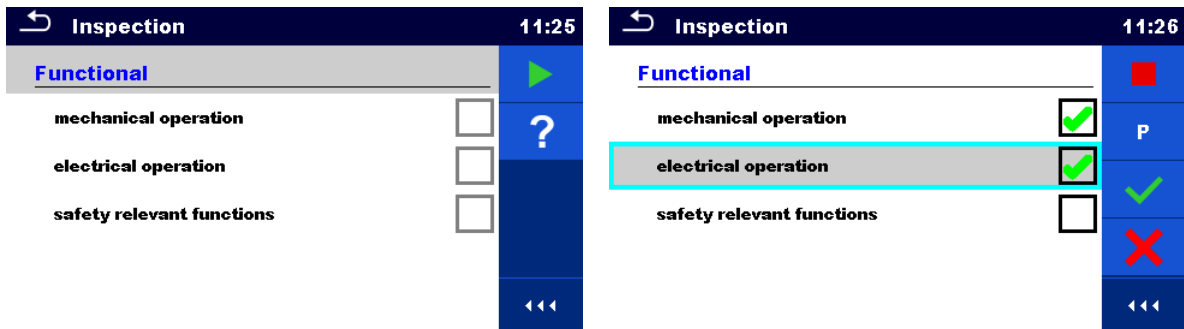 Inspection 11:25
Functional
mechanical operation
electrical operation
safety relevant functions
?
Inspection 11:26
Functional
mechanical operation
electrical operation
safety relevant functions
P